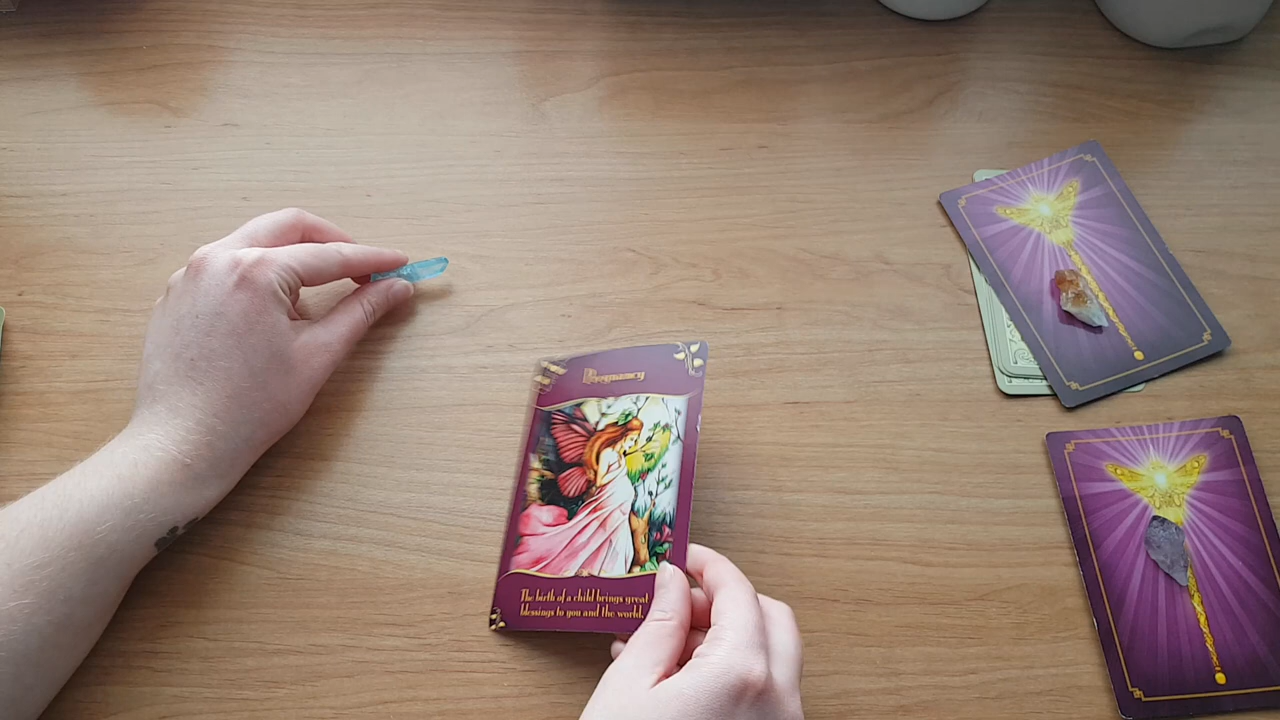 Pregnancy
The birth of a child brings great
blessings to you and the world.